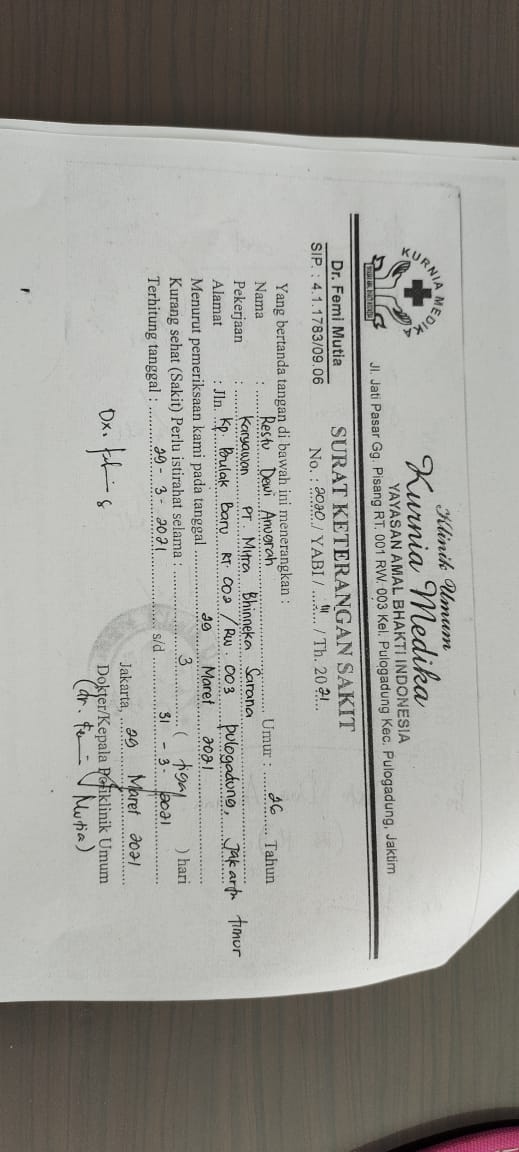 KURNIA MEDIKA
Klinik Umum
Kurnia Medika
YAYASAN AMAL BHAKTI INDONESIA
Jl. Jati Pasar Gg. Pisang RT. 001 RW. 003 Kel. Pulogadung Kec. Pulogadung, Jaktim
Dr. Femi Mutia
SIP. : 4.1.1783/09.06
SURAT KETERANGAN SAKIT
No. : 2020 / YABI / III / Th. 2021
Yang bertanda tangan di bawah ini menerangkan :
Nama : Restu Dewi Anugrah Umur : 26 Tahun
Pekerjaan : Karyawan PT Mitra Bhinneka Sarana
Alamat : Jln. Kp. Pulak Baru RT 002 / RW 003 Pulogadung, Jakarta Timur
Menurut pemeriksaan kami pada tanggal 29 Maret 2021
Kurang sehat (Sakit) Perlu istirahat selama : 3 ( tiga ) hari
Terhitung tanggal : 29 - 3 - 2021 s/d 31 - 3 - 2021
Jakarta, 29 Maret 2021
Dokter/Kepala Poliklinik Umum
Dx.
(dr. Femi Mutia)